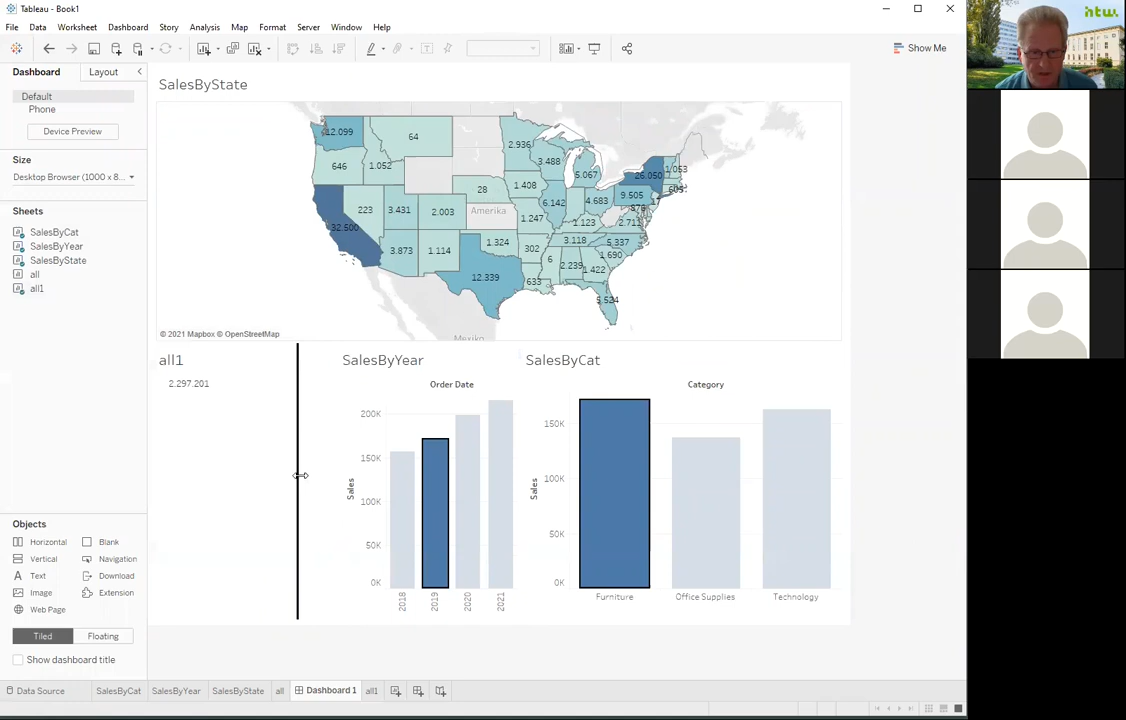 Tableau - Book1
File Data Worksheet Dashboard Story Analysis Map Format Server Window Help
Show Me
htw
Dashboard Layout
Default
Phone
Device Preview
Size
Desktop Browser (1000 x 8...
Sheets
SalesByCat
SalesByYear
SalesByState
all
all1
Objects
Horizontal Blank
Vertical Navigation
Text Download
Image Extension
Web Page
Tiled Floating
Show dashboard title
SalesByState
12.099
64
646
1.052
2.936
3.488
5.067
26.050
1.053
605
28
1.408
6.142
4.683
9.505
223
3.431
2.003
Amerika
1.247
1.123
2.711
32.500
3.873
1.114
1.324
302
3.118
5.337
1.690
6
2.239
1.422
12.339
633
5.524
Mexiko
© 2021 Mapbox © OpenStreetMap
all1
2.297.201
SalesByYear
Order Date
200K
150K
100K
50K
0K
Sales
2018 2019 2020 2021
SalesByCat
Category
150K
100K
50K
0K
Sales
Furniture Office Supplies Technology
Data Source SalesByCat SalesByYear SalesByState all Dashboard 1 all1